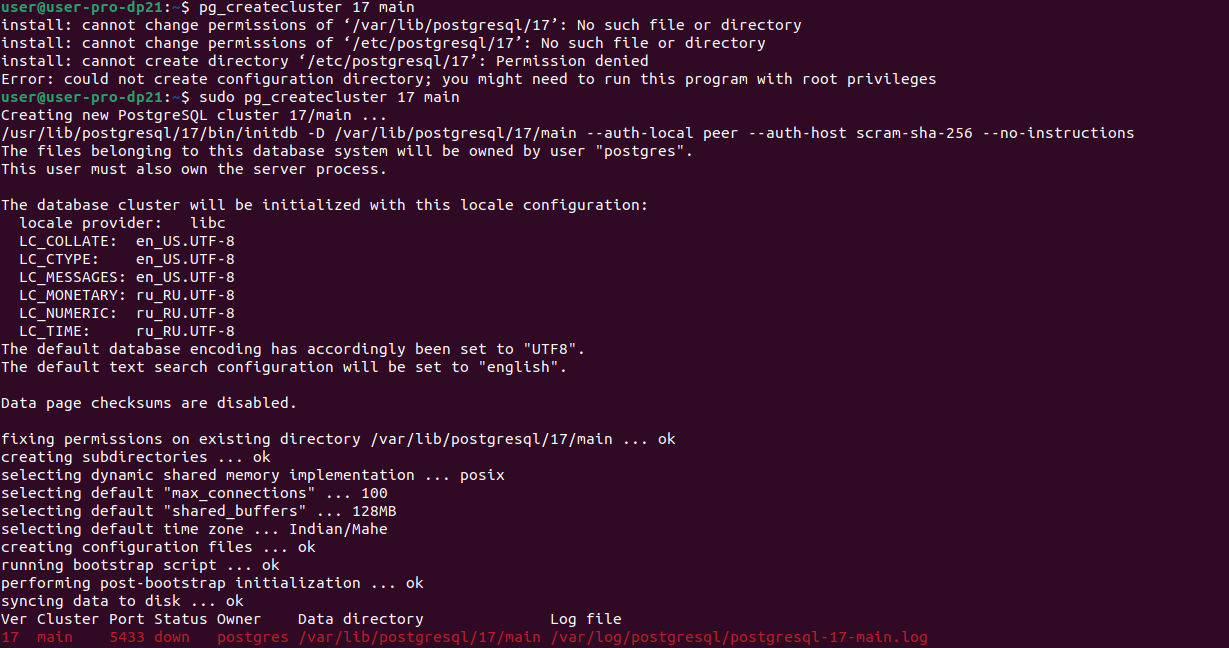 user@user-pro-dp21:~$ pg_createcluster 17 main
install: cannot change permissions of ‘/var/lib/postgresql/17’: No such file or directory
install: cannot change permissions of ‘/etc/postgresql/17’: No such file or directory
install: cannot create directory ‘/etc/postgresql/17’: Permission denied
Error: could not create configuration directory; you might need to run this program with root privileges
user@user-pro-dp21:~$ sudo pg_createcluster 17 main
Creating new PostgreSQL cluster 17/main ...
/usr/lib/postgresql/17/bin/initdb -D /var/lib/postgresql/17/main --auth-local peer --auth-host scram-sha-256 --no-instructions
The files belonging to this database system will be owned by user "postgres".
This user must also own the server process.

The database cluster will be initialized with this locale configuration:
  locale provider:   libc
  LC_COLLATE:  en_US.UTF-8
  LC_CTYPE:    en_US.UTF-8
  LC_MESSAGES: en_US.UTF-8
  LC_MONETARY: ru_RU.UTF-8
  LC_NUMERIC:  ru_RU.UTF-8
  LC_TIME:     ru_RU.UTF-8
The default database encoding has accordingly been set to "UTF8".
The default text search configuration will be set to "english".

Data page checksums are disabled.

fixing permissions on existing directory /var/lib/postgresql/17/main ... ok
creating subdirectories ... ok
selecting dynamic shared memory implementation ... posix
selecting default "max_connections" ... 100
selecting default "shared_buffers" ... 128MB
selecting default time zone ... Indian/Mahe
creating configuration files ... ok
running bootstrap script ... ok
performing post-bootstrap initialization ... ok
syncing data to disk ... ok
Ver Cluster Port Status Owner    Data directory              Log file
17  main    5433 down   postgres /var/lib/postgresql/17/main /var/log/postgresql/postgresql-17-main.log